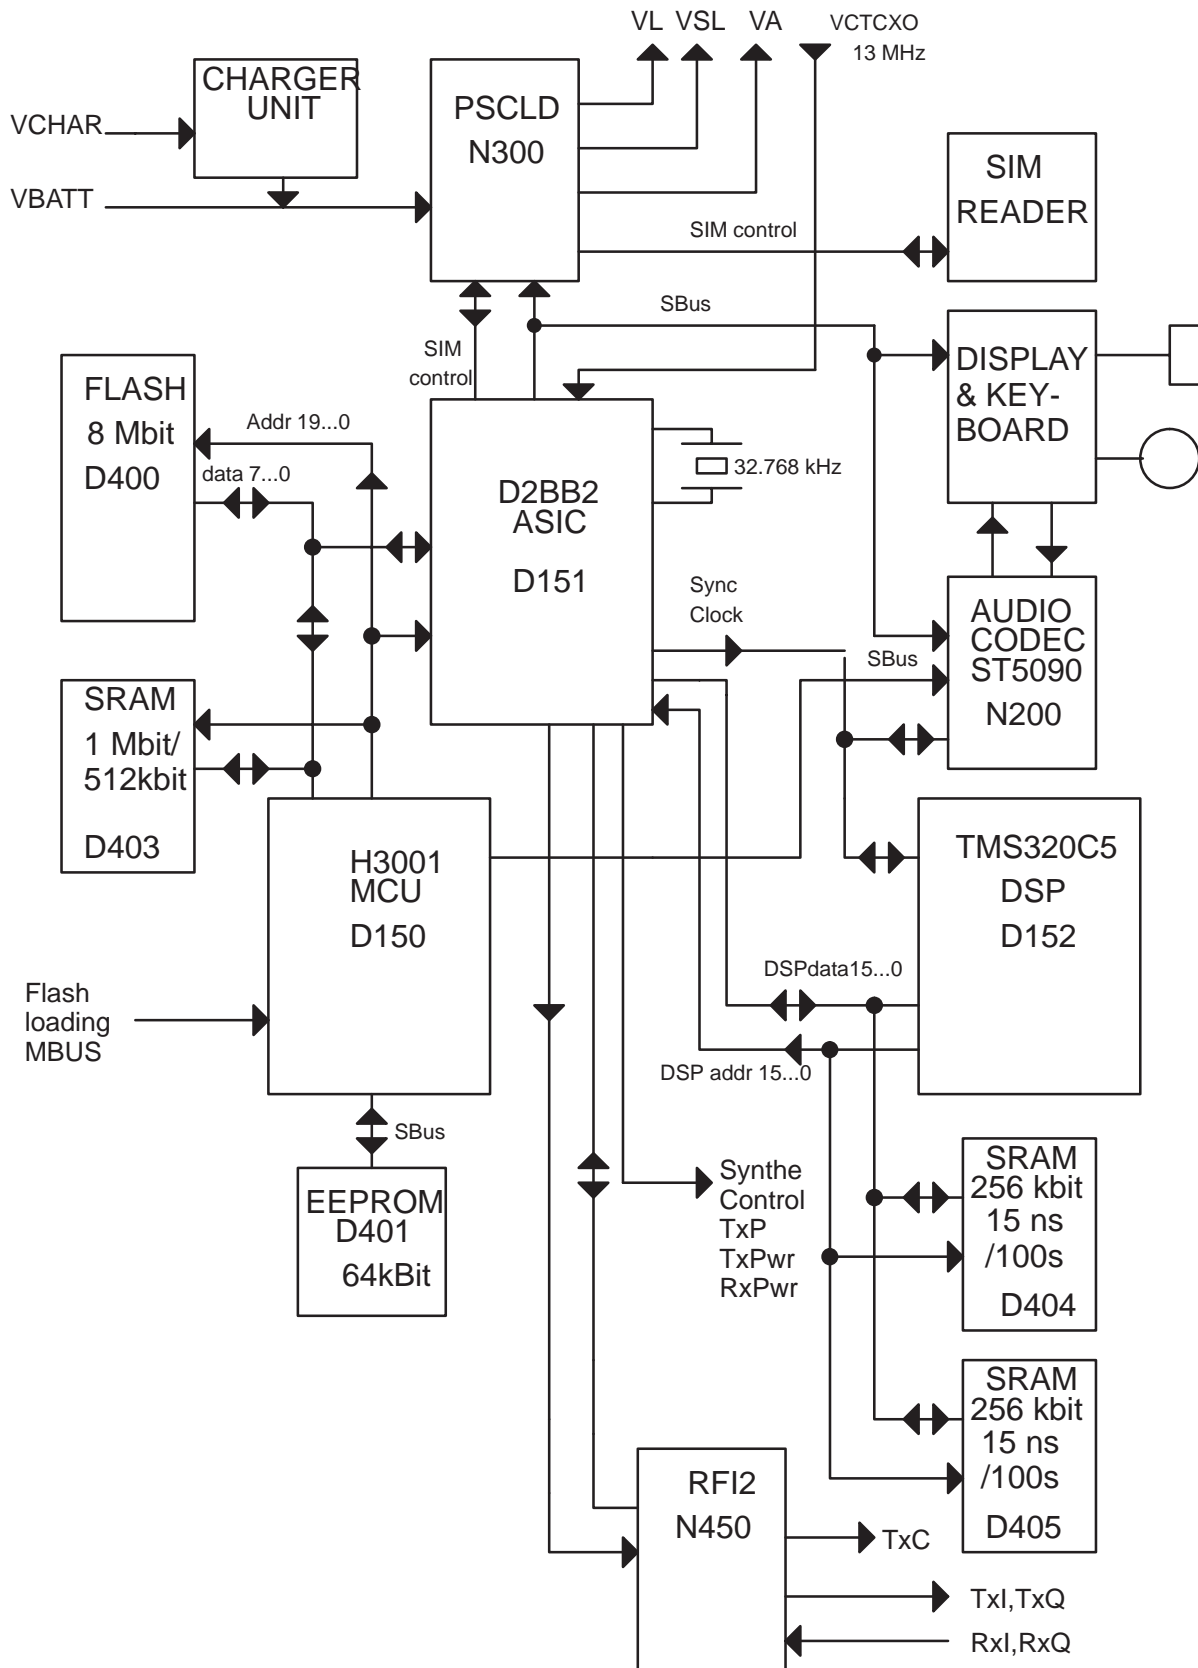 VL VSL VA VCTCXO
13 MHz
CHARGER
UNIT
VCHAR
VBATT
PSCLD
N300
SIM
READER
SIM control
SBus
SIM
control
DISPLAY
& KEY-
BOARD
FLASH
8 Mbit
D400
Addr 19...0
data 7...0
32.768 kHz
D2BB2
ASIC
D151
Sync
Clock
AUDIO
CODEC
ST5090
N200
SBus
SRAM
1 Mbit/
512kbit
D403
H3001
MCU
D150
TMS320C5
DSP
D152
DSPdata15...0
DSP addr 15...0
Flash
loading
MBUS
SBus
EEPROM
D401
64kBit
Synthe
Control
TxP
TxPwr
RxPwr
SRAM
256 kbit
15 ns
/100s
D404
SRAM
256 kbit
15 ns
/100s
D405
RFI2
N450
TxC
TxI,TxQ
RxI,RxQ